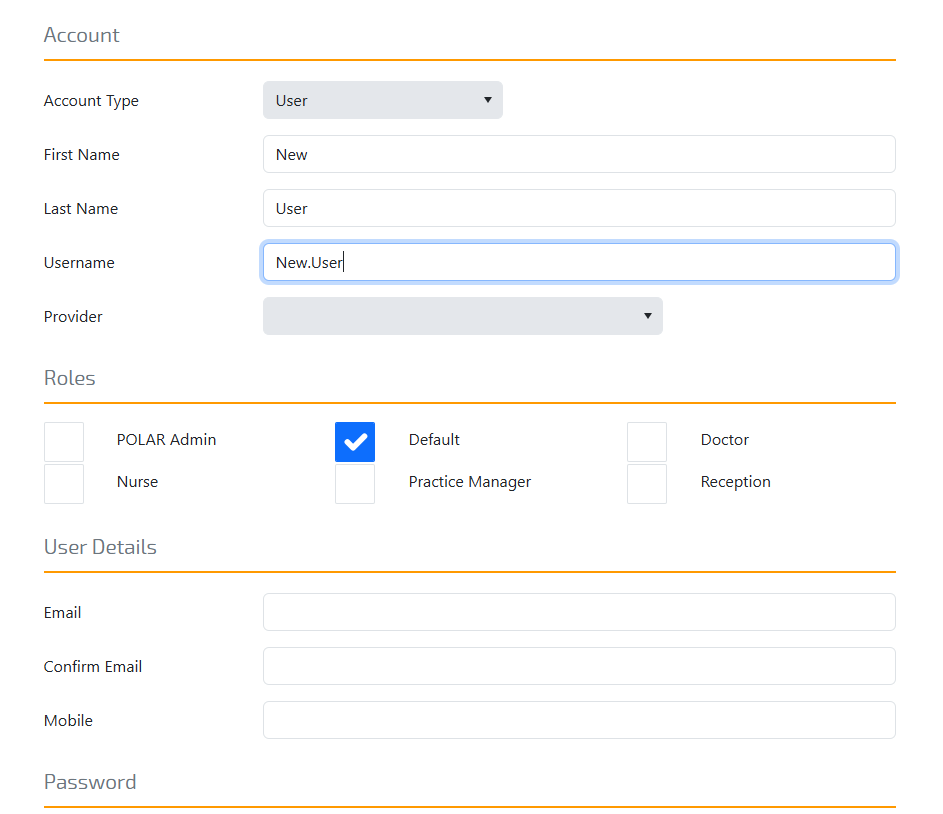 Account
Account Type User
First Name New
Last Name User
Username New.User
Provider
Roles
POLAR Admin Default Doctor
Nurse Practice Manager Reception
User Details
Email
Confirm Email
Mobile
Password